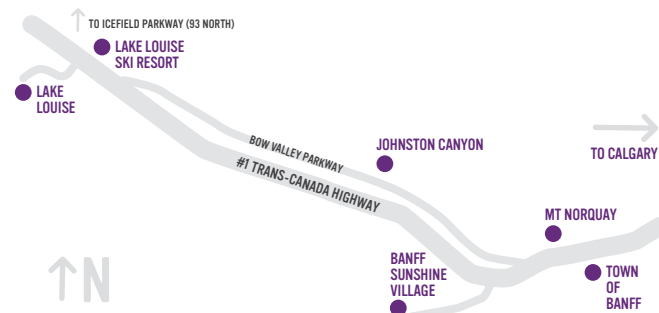 TO ICEFIELD PARKWAY (93 NORTH)
LAKE LOUISE
SKI RESORT
LAKE
LOUISE
BOW VALLEY PARKWAY
#1 TRANS-CANADA HIGHWAY
JOHNSTON CANYON
TO CALGARY
MT NORQUAY
BANFF
SUNSHINE
VILLAGE
TOWN
OF
BANFF
N